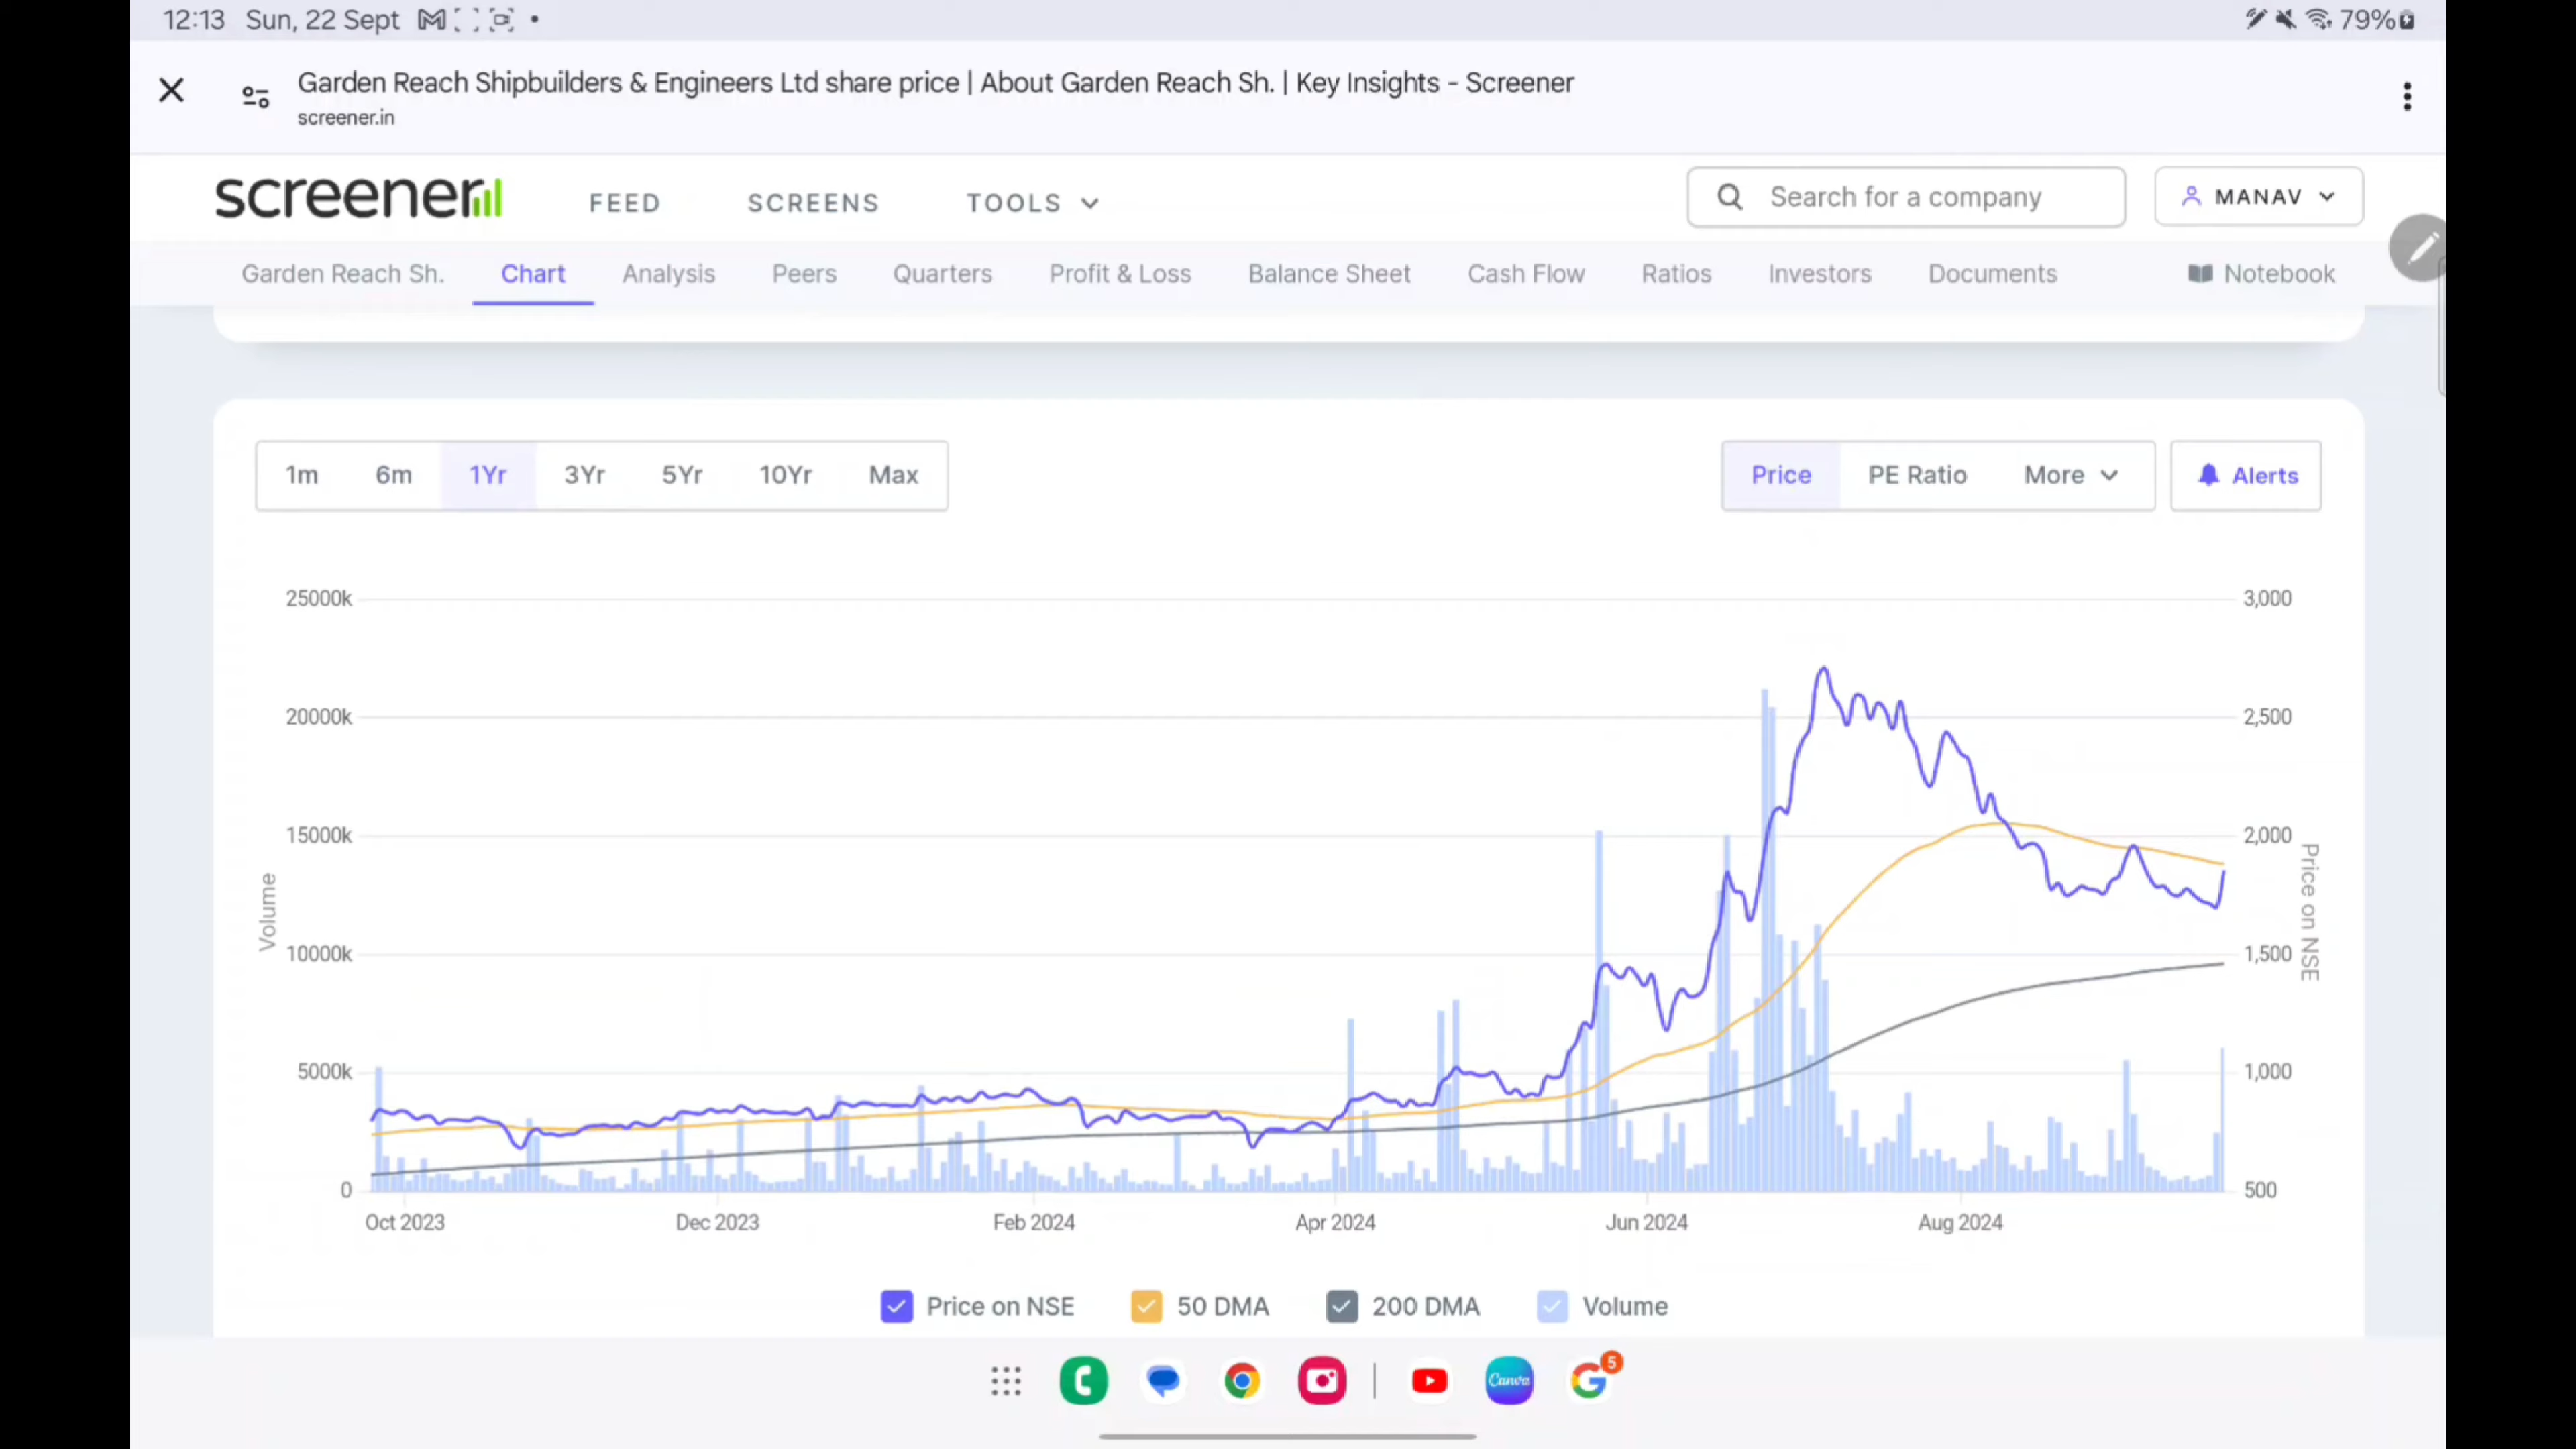 12:13 Sun, 22 Sept
79%
Garden Reach Shipbuilders & Engineers Ltd share price | About Garden Reach Sh. | Key Insights - Screener
screener.in
screener FEED SCREENS TOOLS Search for a company MANAV
Garden Reach Sh. Chart Analysis Peers Quarters Profit & Loss Balance Sheet Cash Flow Ratios Investors Documents Notebook
1m 6m 1Yr 3Yr 5Yr 10Yr Max Price PE Ratio More Alerts
25000k 3,000
20000k 2,500
15000k 2,000
10000k 1,500
5000k 1,000
0 500
Volume
Price on NSE
Oct 2023 Dec 2023 Feb 2024 Apr 2024 Jun 2024 Aug 2024
Price on NSE 50 DMA 200 DMA Volume
Canva
5